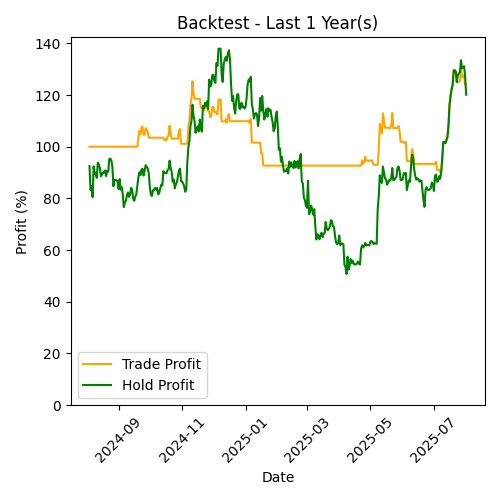 Backtest - Last 1 Year(s)
Profit (%)
140
120
100
80
60
40
20
0
Trade Profit
Hold Profit
2024-09
2024-11
2025-01
2025-03
2025-05
2025-07
Date